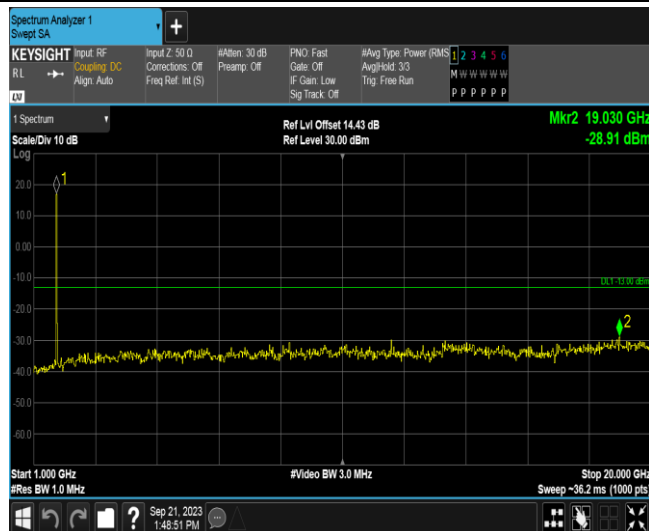 Spectrum Analyzer 1
Swept SA
+
KEYSIGHT
RL
LXI
Input: RF
Coupling: DC
Align: Auto
Input Z: 50 Ω
Corrections: Off
Freq Ref: Int (S)
#Atten: 30 dB
Preamp: Off
PNO: Fast
Gate: Off
IF Gain: Low
Sig Track: Off
#Avg Type: Power (RMS
Avg|Hold: 3/3
Trig: Free Run
1 2 3 4 5 6
M W W W W W
P P P P P P
1 Spectrum
Scale/Div 10 dB
Ref Lvl Offset 14.43 dB
Ref Level 30.00 dBm
Mkr2 19.030 GHz
-28.91 dBm
Log
20.0
10.0
0.00
-10.0
-20.0
-30.0
-40.0
-50.0
-60.0
1
DL1 -13.00 dBm
2
Start 1.000 GHz
#Res BW 1.0 MHz
#Video BW 3.0 MHz
Stop 20.000 GHz
Sweep ~36.2 ms (1000 pts)
?
Sep 21, 2023
1:48:51 PM